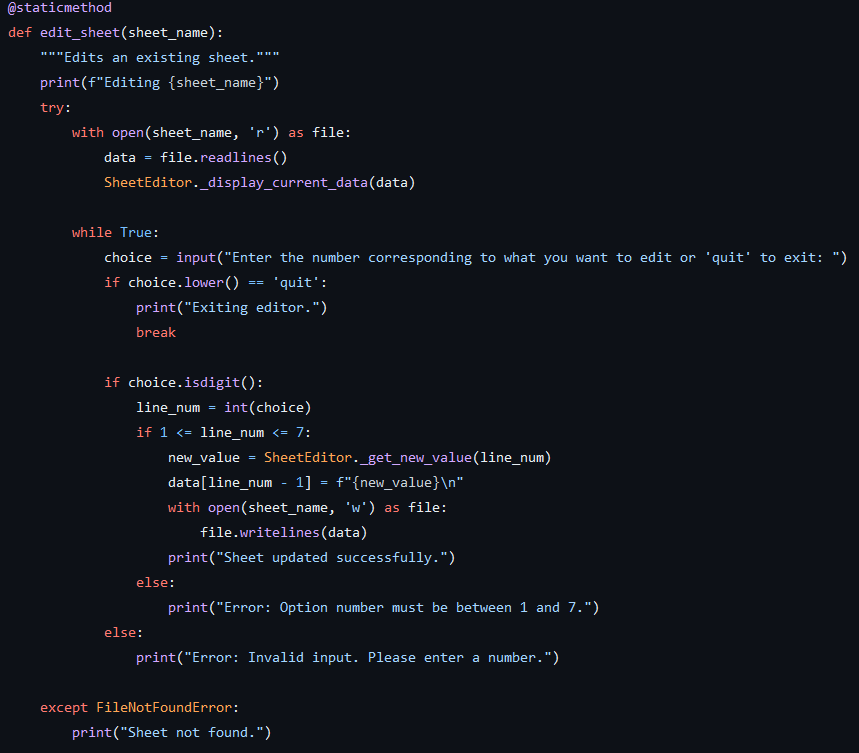 @staticmethod
def edit_sheet(sheet_name):
    """Edits an existing sheet."""
    print(f"Editing {sheet_name}")
    try:
        with open(sheet_name, 'r') as file:
            data = file.readlines()
            SheetEditor._display_current_data(data)

        while True:
            choice = input("Enter the number corresponding to what you want to edit or 'quit' to exit: ")
            if choice.lower() == 'quit':
                print("Exiting editor.")
                break

            if choice.isdigit():
                line_num = int(choice)
                if 1 <= line_num <= 7:
                    new_value = SheetEditor._get_new_value(line_num)
                    data[line_num - 1] = f"{new_value}\n"
                    with open(sheet_name, 'w') as file:
                        file.writelines(data)
                    print("Sheet updated successfully.")
                else:
                    print("Error: Option number must be between 1 and 7.")
            else:
                print("Error: Invalid input. Please enter a number.")

    except FileNotFoundError:
        print("Sheet not found.")